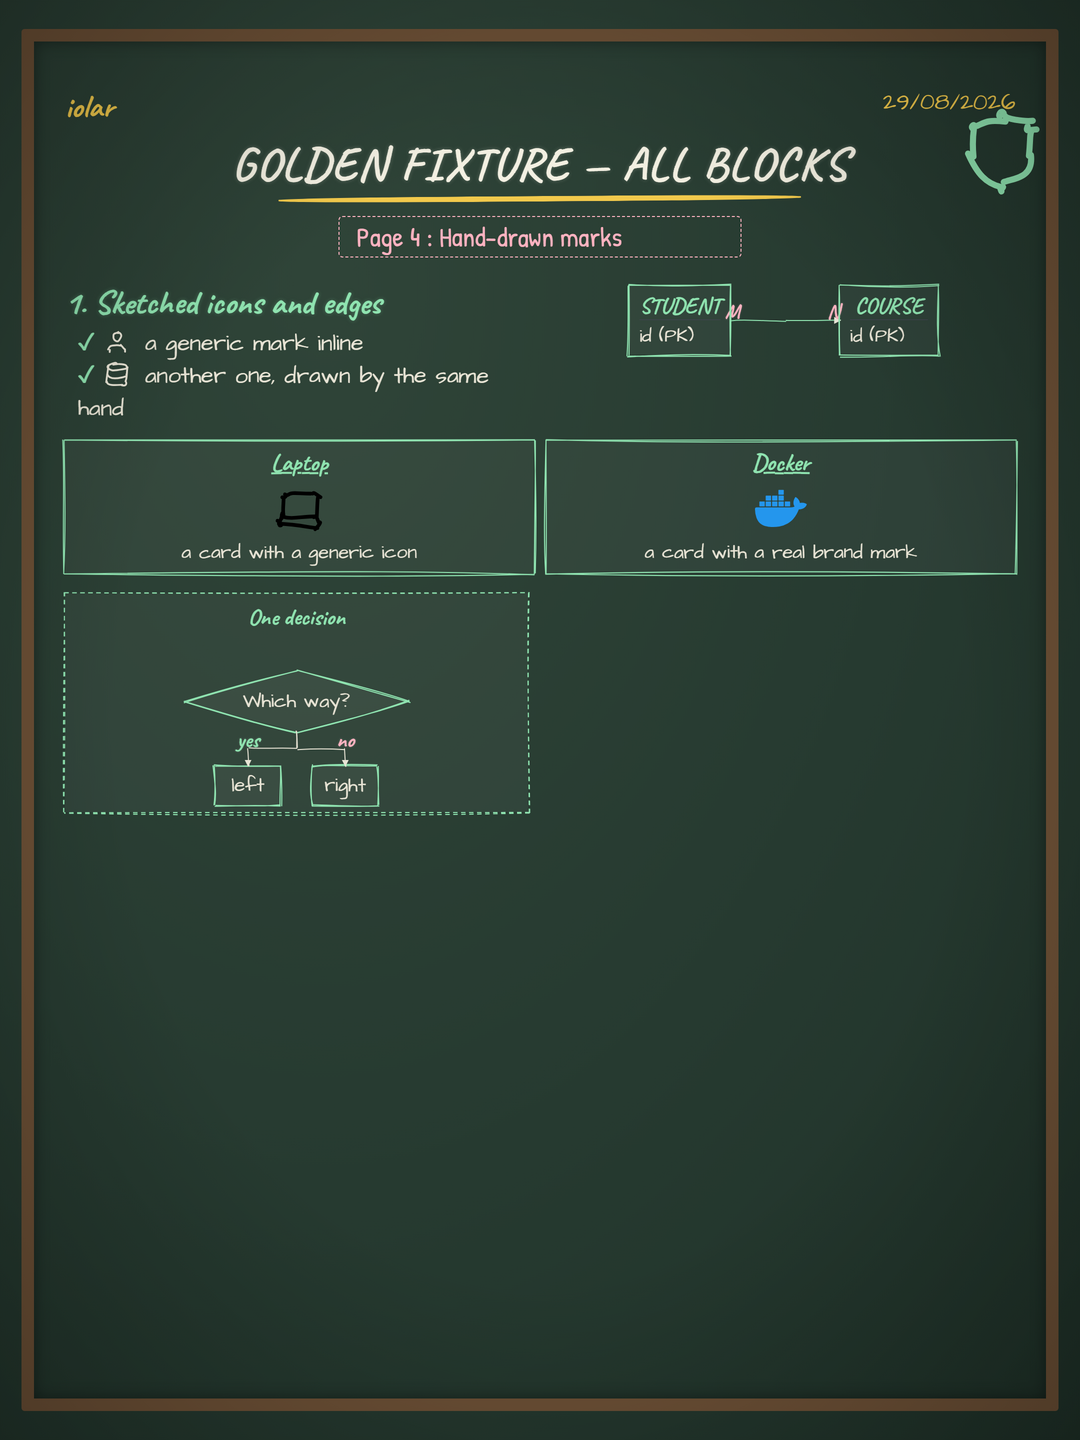 iolar
29/08/2026
GOLDEN FIXTURE – ALL BLOCKS
Page 4 : Hand-drawn marks
1. Sketched icons and edges
✓ a generic mark inline
✓ another one, drawn by the same
hand
STUDENT
id (PK)
M
N
COURSE
id (PK)
Laptop
a card with a generic icon
Docker
a card with a real brand mark
One decision
Which way?
yes
no
left
right